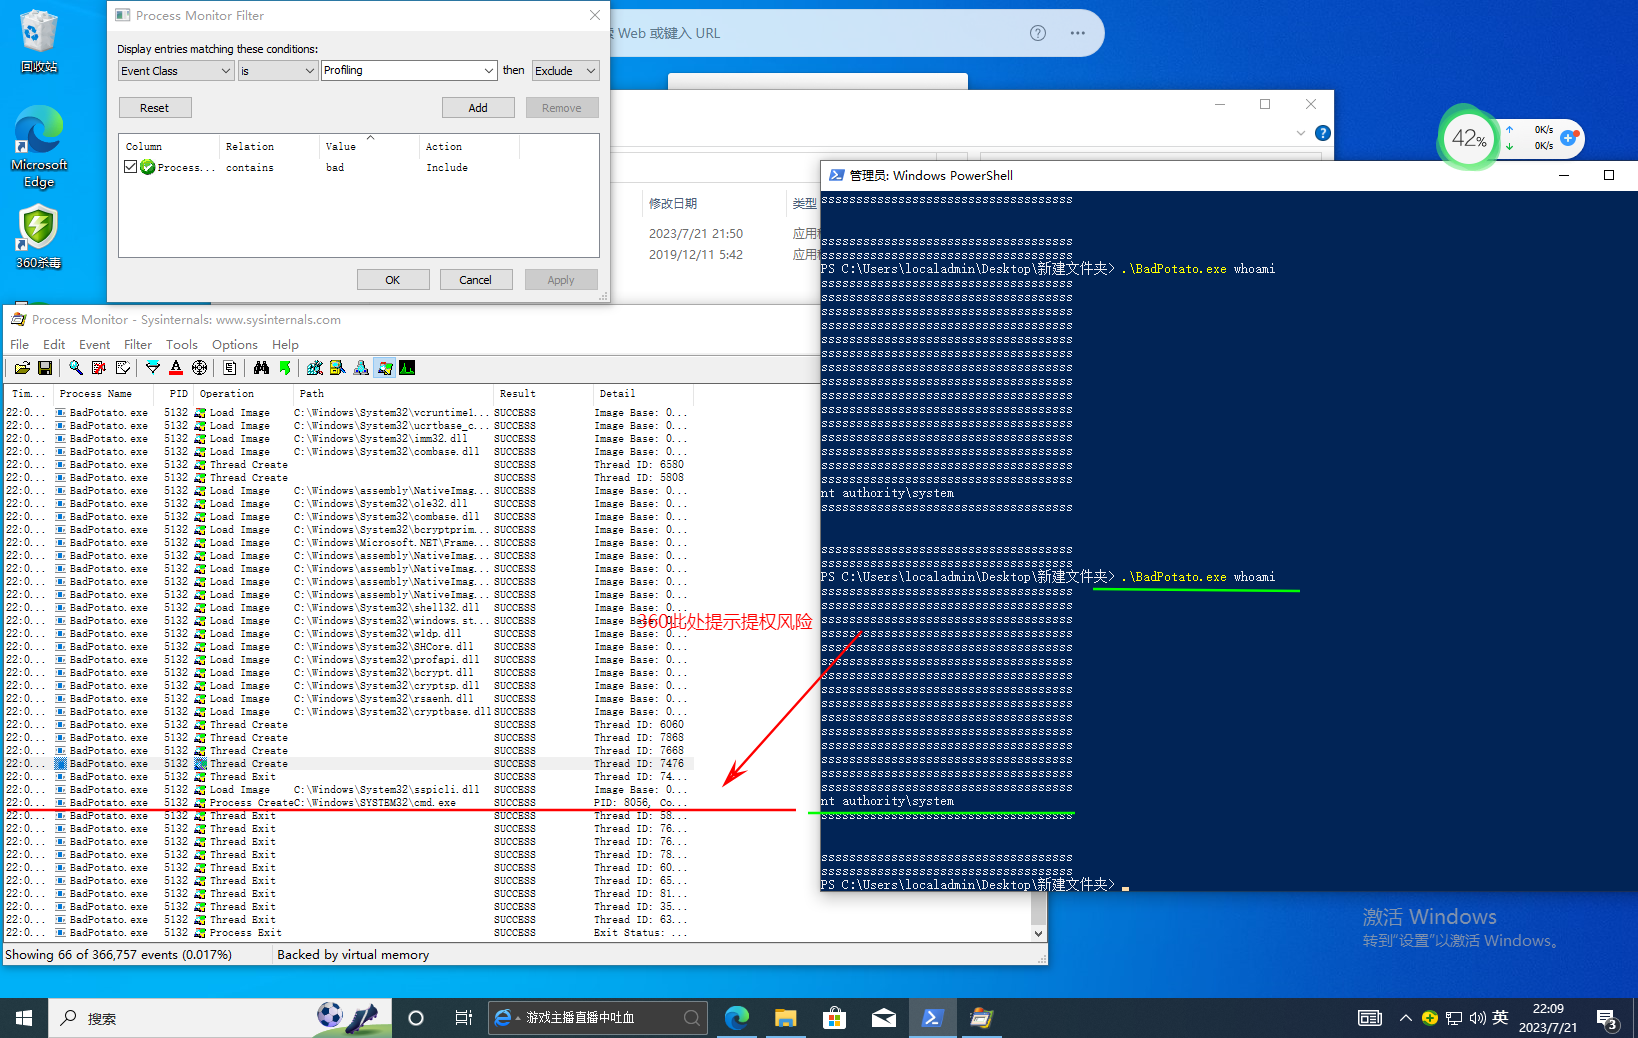 回收站
Microsoft
Edge
360杀毒
Process Monitor Filter
Display entries matching these conditions:
Event Class is Profiling then Exclude
Reset Add Remove
Column Relation Value Action
Process... contains bad Include
OK Cancel Apply
Web 或键入 URL
修改日期 类型
2023/7/21 21:50
2019/12/11 5:42
42%
0K/s
0K/s
Process Monitor - Sysinternals: www.sysinternals.com
File Edit Event Filter Tools Options Help
Tim... Process Name PID Operation Path Result Detail
22:0... BadPotato.exe 5132 Load Image C:\Windows\System32\vcruntime1... SUCCESS Image Base: 0...
22:0... BadPotato.exe 5132 Load Image C:\Windows\System32\ucrtbase_c... SUCCESS Image Base: 0...
22:0... BadPotato.exe 5132 Load Image C:\Windows\System32\imm32.dll SUCCESS Image Base: 0...
22:0... BadPotato.exe 5132 Load Image C:\Windows\System32\combase.dll SUCCESS Image Base: 0...
22:0... BadPotato.exe 5132 Thread Create SUCCESS Thread ID: 6580
22:0... BadPotato.exe 5132 Thread Create SUCCESS Thread ID: 5808
22:0... BadPotato.exe 5132 Load Image C:\Windows\assembly\NativeImag... SUCCESS Image Base: 0...
22:0... BadPotato.exe 5132 Load Image C:\Windows\System32\ole32.dll SUCCESS Image Base: 0...
22:0... BadPotato.exe 5132 Load Image C:\Windows\System32\combase.dll SUCCESS Image Base: 0...
22:0... BadPotato.exe 5132 Load Image C:\Windows\System32\bcryptprim... SUCCESS Image Base: 0...
22:0... BadPotato.exe 5132 Load Image C:\Windows\Microsoft.NET\Frame... SUCCESS Image Base: 0...
22:0... BadPotato.exe 5132 Load Image C:\Windows\assembly\NativeImag... SUCCESS Image Base: 0...
22:0... BadPotato.exe 5132 Load Image C:\Windows\assembly\NativeImag... SUCCESS Image Base: 0...
22:0... BadPotato.exe 5132 Load Image C:\Windows\assembly\NativeImag... SUCCESS Image Base: 0...
22:0... BadPotato.exe 5132 Load Image C:\Windows\assembly\NativeImag... SUCCESS Image Base: 0...
22:0... BadPotato.exe 5132 Load Image C:\Windows\System32\shell32.dll SUCCESS Image Base: 0...
22:0... BadPotato.exe 5132 Load Image C:\Windows\System32\windows.st... SUCCESS Image Base: 0...
22:0... BadPotato.exe 5132 Load Image C:\Windows\System32\wldp.dll SUCCESS Image Base: 0...
22:0... BadPotato.exe 5132 Load Image C:\Windows\System32\SHCore.dll SUCCESS Image Base: 0...
22:0... BadPotato.exe 5132 Load Image C:\Windows\System32\profapi.dll SUCCESS Image Base: 0...
22:0... BadPotato.exe 5132 Load Image C:\Windows\System32\bcrypt.dll SUCCESS Image Base: 0...
22:0... BadPotato.exe 5132 Load Image C:\Windows\System32\cryptsp.dll SUCCESS Image Base: 0...
22:0... BadPotato.exe 5132 Load Image C:\Windows\System32\rsaenh.dll SUCCESS Image Base: 0...
22:0... BadPotato.exe 5132 Load Image C:\Windows\System32\cryptbase.dll SUCCESS Image Base: 0...
22:0... BadPotato.exe 5132 Thread Create SUCCESS Thread ID: 6060
22:0... BadPotato.exe 5132 Thread Create SUCCESS Thread ID: 7868
22:0... BadPotato.exe 5132 Thread Create SUCCESS Thread ID: 7668
22:0... BadPotato.exe 5132 Thread Create SUCCESS Thread ID: 7476
22:0... BadPotato.exe 5132 Thread Exit SUCCESS Thread ID: 74...
22:0... BadPotato.exe 5132 Load Image C:\Windows\System32\sspicli.dll SUCCESS Image Base: 0...
22:0... BadPotato.exe 5132 Process Create C:\Windows\SYSTEM32\cmd.exe SUCCESS PID: 8056, Co...
22:0... BadPotato.exe 5132 Thread Exit SUCCESS Thread ID: 58...
22:0... BadPotato.exe 5132 Thread Exit SUCCESS Thread ID: 76...
22:0... BadPotato.exe 5132 Thread Exit SUCCESS Thread ID: 76...
22:0... BadPotato.exe 5132 Thread Exit SUCCESS Thread ID: 78...
22:0... BadPotato.exe 5132 Thread Exit SUCCESS Thread ID: 60...
22:0... BadPotato.exe 5132 Thread Exit SUCCESS Thread ID: 65...
22:0... BadPotato.exe 5132 Thread Exit SUCCESS Thread ID: 81...
22:0... BadPotato.exe 5132 Thread Exit SUCCESS Thread ID: 35...
22:0... BadPotato.exe 5132 Thread Exit SUCCESS Thread ID: 63...
22:0... BadPotato.exe 5132 Process Exit SUCCESS Exit Status: ...
Showing 66 of 366,757 events (0.017%) Backed by virtual memory
360此处提示提权风险
管理员: Windows PowerShell
PS C:\Users\localadmin\Desktop\新建文件夹> .\BadPotato.exe whoami
nt authority\system
PS C:\Users\localadmin\Desktop\新建文件夹> .\BadPotato.exe whoami
nt authority\system
PS C:\Users\localadmin\Desktop\新建文件夹>
激活 Windows
转到"设置"以激活 Windows。
搜索
游戏主播直播中吐血
英
22:09
2023/7/21
3